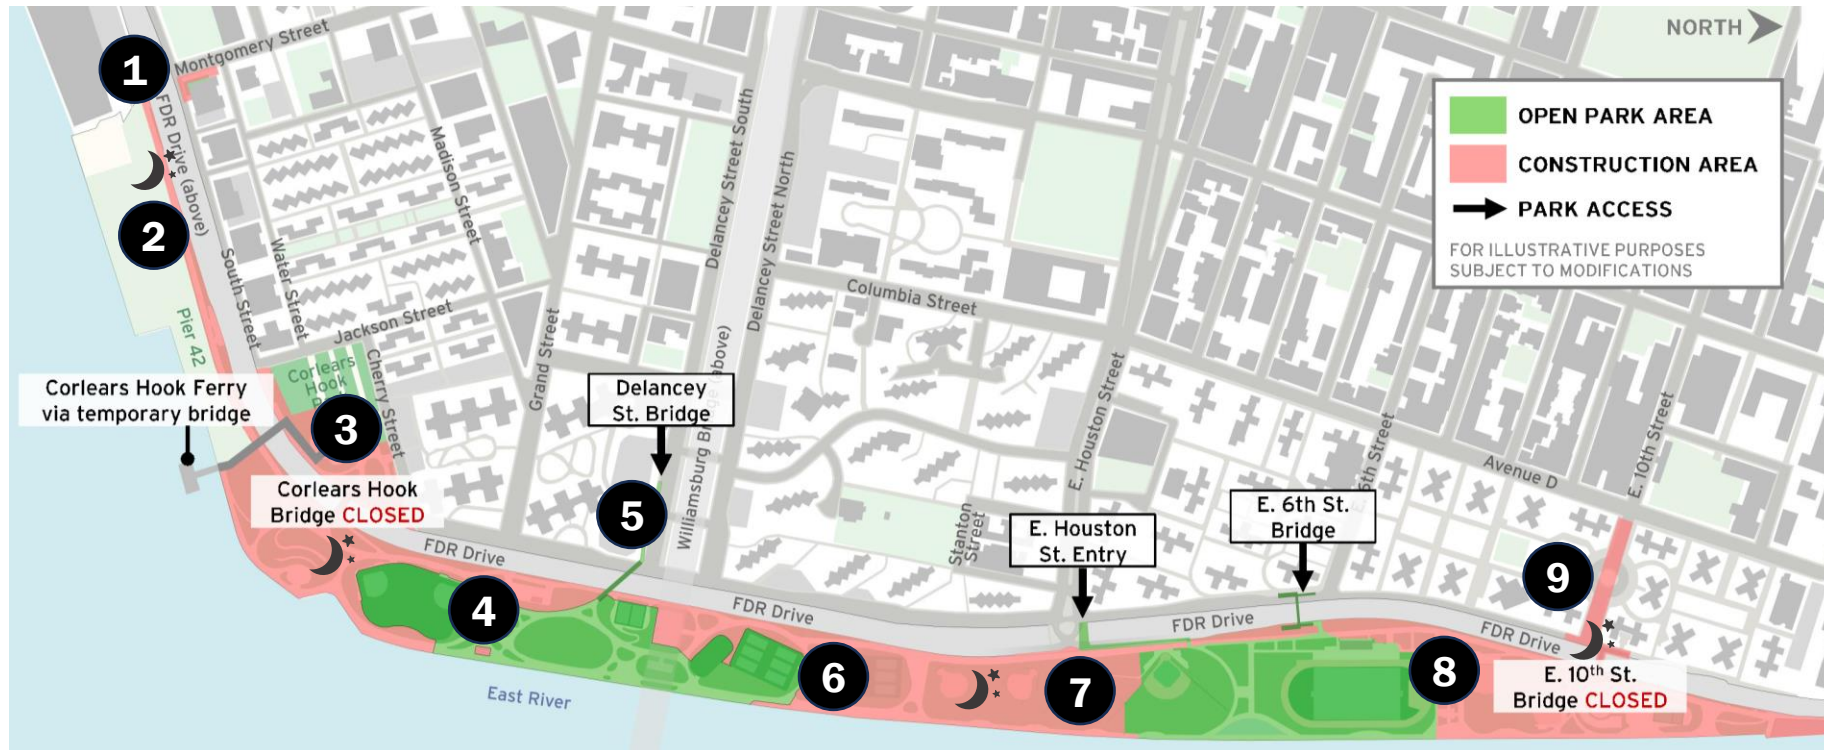 NORTH
OPEN PARK AREA
CONSTRUCTION AREA
PARK ACCESS
FOR ILLUSTRATIVE PURPOSES
SUBJECT TO MODIFICATIONS
1
Montgomery Street
FDR Drive (above)
2
Madison Street
Water Street
South Street
Pier 42
Jackson Street
Corlears
Hook
Cherry Street
Grand Street
Delancey Street South
Delancey Street North
Williamsburg Bridge (above)
Columbia Street
E. Houston Street
Stanton
Street
Avenue D
E. 10th Street
Corlears Hook Ferry
via temporary bridge
3
Corlears Hook
Bridge CLOSED
Delancey
St. Bridge
5
E. Houston
St. Entry
E. 6th St.
Bridge
6th Street
9
FDR Drive
4
FDR Drive
6
7
FDR Drive
8
FDR Drive
E. 10th St.
Bridge CLOSED
East River